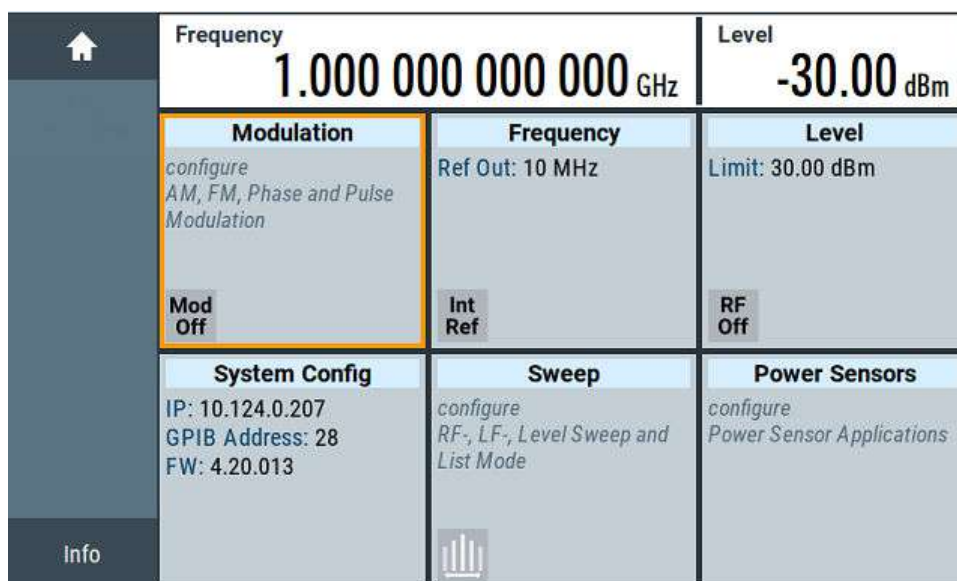 Frequency
1.000 000 000 000 GHz
Level
-30.00 dBm
Modulation
configure
AM, FM, Phase and Pulse
Modulation
Mod
Off
Frequency
Ref Out: 10 MHz
Int
Ref
Level
Limit: 30.00 dBm
RF
Off
System Config
IP: 10.124.0.207
GPIB Address: 28
FW: 4.20.013
Sweep
configure
RF-, LF-, Level Sweep and
List Mode
Power Sensors
configure
Power Sensor Applications
Info